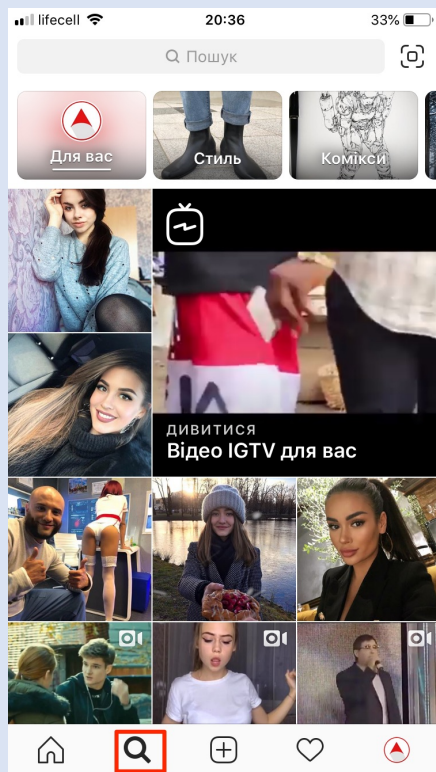 lifecell 20:36 33%
Пошук
Для вас Стиль Комікси
ДИВИТИСЯ
Відео IGTV для вас